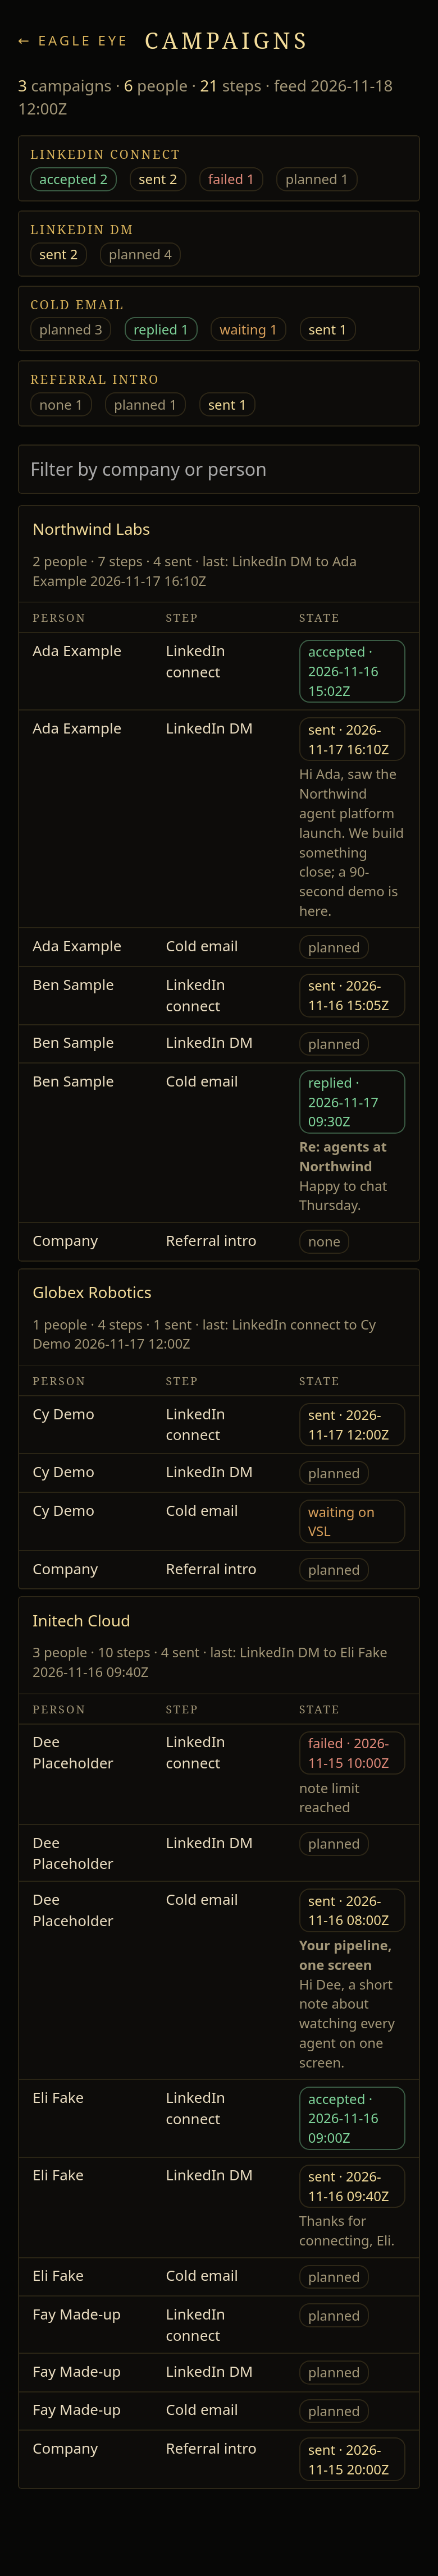 ← EAGLE EYE CAMPAIGNS
3 campaigns · 6 people · 21 steps · feed 2026-11-18
12:00Z
LINKEDIN CONNECT
accepted 2 sent 2 failed 1 planned 1
LINKEDIN DM
sent 2 planned 4
COLD EMAIL
planned 3 replied 1 waiting 1 sent 1
REFERRAL INTRO
none 1 planned 1 sent 1
Filter by company or person
Northwind Labs
2 people · 7 steps · 4 sent · last: LinkedIn DM to Ada
Example 2026-11-17 16:10Z
PERSON STEP STATE
Ada Example LinkedIn connect accepted ·
2026-11-16
15:02Z
Ada Example LinkedIn DM sent · 2026-
11-17 16:10Z
Hi Ada, saw the
Northwind
agent platform
launch. We build
something
close; a 90-
second demo is
here.
Ada Example Cold email planned
Ben Sample LinkedIn connect sent · 2026-
11-16 15:05Z
Ben Sample LinkedIn DM planned
Ben Sample Cold email replied ·
2026-11-17
09:30Z
Re: agents at
Northwind
Happy to chat
Thursday.
Company Referral intro none
Globex Robotics
1 people · 4 steps · 1 sent · last: LinkedIn connect to Cy
Demo 2026-11-17 12:00Z
PERSON STEP STATE
Cy Demo LinkedIn connect sent · 2026-
11-17 12:00Z
Cy Demo LinkedIn DM planned
Cy Demo Cold email waiting on
VSL
Company Referral intro planned
Initech Cloud
3 people · 10 steps · 4 sent · last: LinkedIn DM to Eli Fake
2026-11-16 09:40Z
PERSON STEP STATE
Dee Placeholder LinkedIn connect failed · 2026-
11-15 10:00Z
note limit
reached
Dee Placeholder LinkedIn DM planned
Dee Placeholder Cold email sent · 2026-
11-16 08:00Z
Your pipeline,
one screen
Hi Dee, a short
note about
watching every
agent on one
screen.
Eli Fake LinkedIn connect accepted ·
2026-11-16
09:00Z
Eli Fake LinkedIn DM sent · 2026-
11-16 09:40Z
Thanks for
connecting, Eli.
Eli Fake Cold email planned
Fay Made-up LinkedIn connect planned
Fay Made-up LinkedIn DM planned
Fay Made-up Cold email planned
Company Referral intro sent · 2026-
11-15 20:00Z